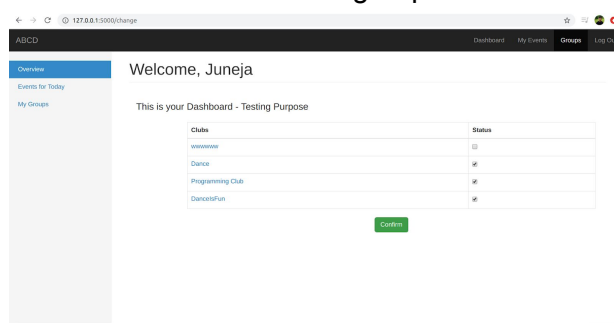 127.0.0.1:5000/change
ABCD Dashboard My Events Groups Log Ou
Overview
Events for Today
My Groups
Welcome, Juneja
This is your Dashboard - Testing Purpose
Clubs Status
wwwwww
Dance
Programming Club
DanceIsFun
Confirm